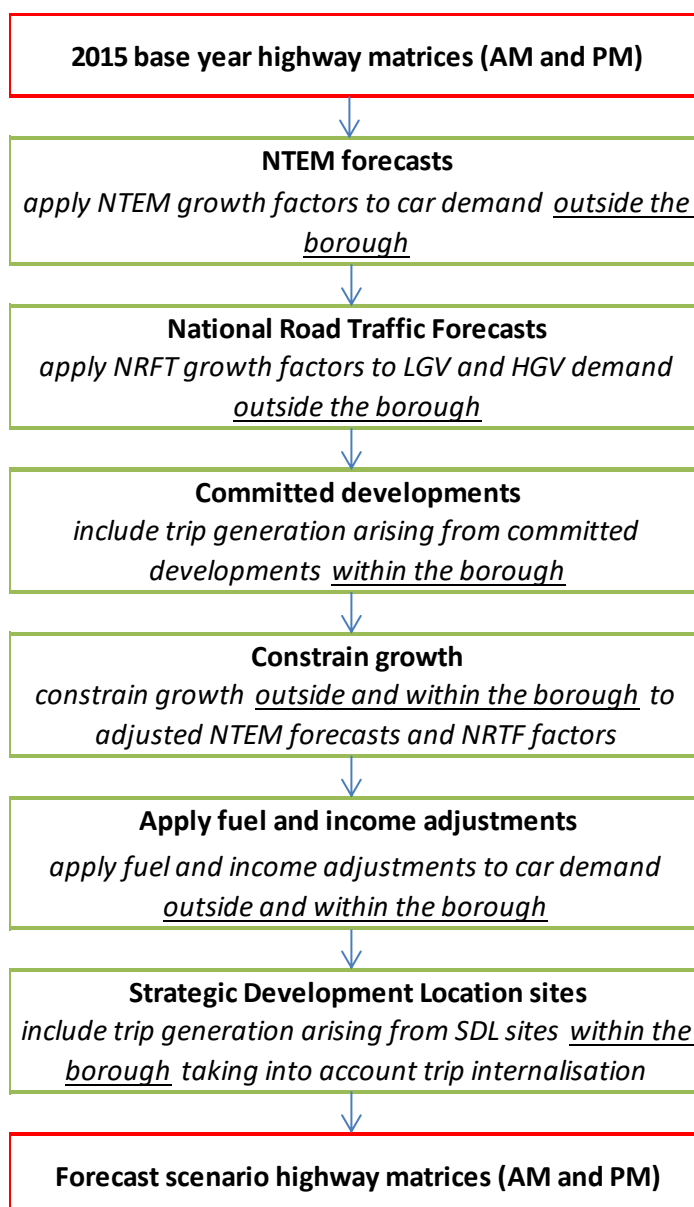 2015 base year highway matrices (AM and PM)
NTEM forecasts
apply NTEM growth factors to car demand outside the
borough
National Road Traffic Forecasts
apply NRFT growth factors to LGV and HGV demand
outside the borough
Committed developments
include trip generation arising from committed
developments within the borough
Constrain growth
constrain growth outside and within the borough to
adjusted NTEM forecasts and NRTF factors
Apply fuel and income adjustments
apply fuel and income adjustments to car demand
outside and within the borough
Strategic Development Location sites
include trip generation arising from SDL sites within the
borough taking into account trip internalisation
Forecast scenario highway matrices (AM and PM)